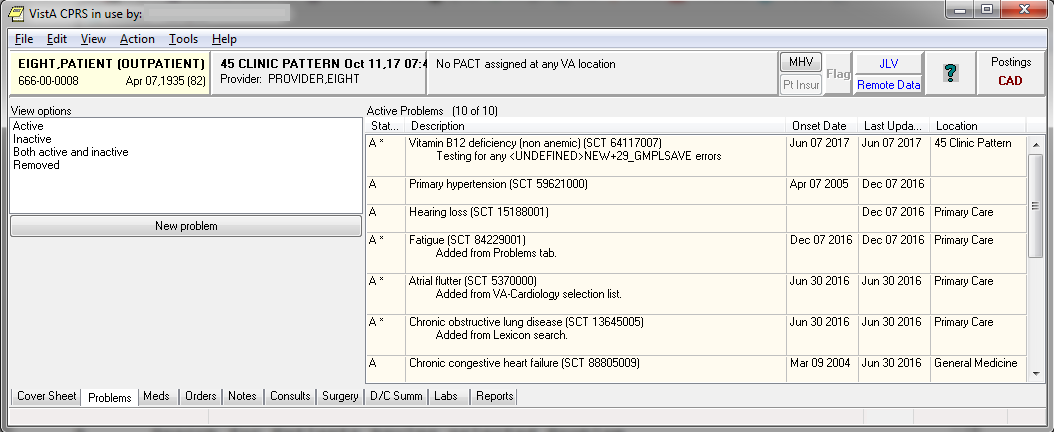 VistA CPRS in use by:
File Edit View Action Tools Help
EIGHT,PATIENT (OUTPATIENT)
666-00-0008 Apr 07,1935 (82)
45 CLINIC PATTERN Oct 11,17 07:4
Provider: PROVIDER,EIGHT
No PACT assigned at any VA location
MHV
Pt Insur
Flag
JLV
Remote Data
?
Postings
CAD
View options
Active
Inactive
Both active and inactive
Removed
New problem
Active Problems (10 of 10)
Stat... Description Onset Date Last Upda... Location
A * Vitamin B12 deficiency (non anemic) (SCT 64117007) Jun 07 2017 Jun 07 2017 45 Clinic Pattern
Testing for any <UNDEFINED>NEW+29_GMPLSAVE errors
A Primary hypertension (SCT 59621000) Apr 07 2005 Dec 07 2016
A Hearing loss (SCT 15188001) Dec 07 2016 Primary Care
A * Fatigue (SCT 84229001) Dec 07 2016 Dec 07 2016 Primary Care
Added from Problems tab.
A * Atrial flutter (SCT 5370000) Jun 30 2016 Jun 30 2016 Primary Care
Added from VA-Cardiology selection list.
A * Chronic obstructive lung disease (SCT 13645005) Jun 30 2016 Jun 30 2016 Primary Care
Added from Lexicon search.
A Chronic congestive heart failure (SCT 88805009) Mar 09 2004 Jun 30 2016 General Medicine
Cover Sheet Problems Meds Orders Notes Consults Surgery D/C Summ Labs Reports